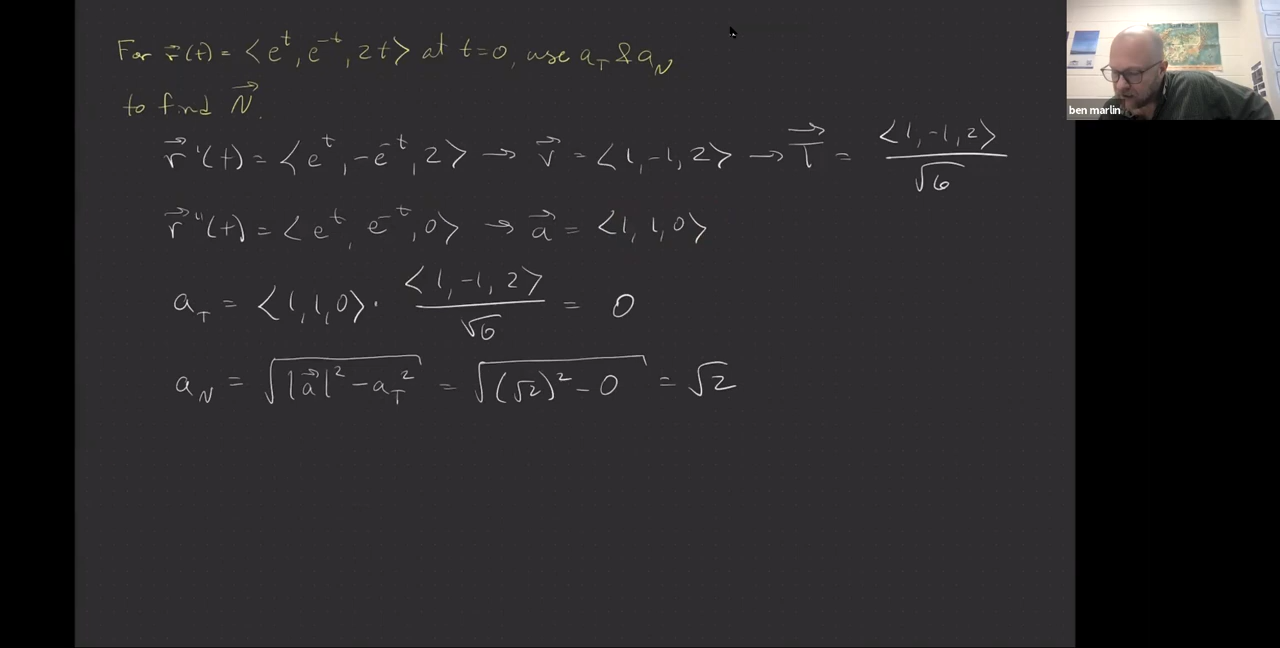 For r⃗(t) = <e^t, e^-t, 2t> at t=0, use a_T & a_N
to find N⃗.
r⃗'(t) = <e^t, -e^-t, 2> → v⃗ = <1, -1, 2> → T⃗ = <1, -1, 2> / √6
r⃗''(t) = <e^t, e^-t, 0> → a⃗ = <1, 1, 0>
a_T = <1, 1, 0> · <1, -1, 2> / √6 = 0
a_N = √(|a⃗|² - a_T²) = √((√2)² - 0) = √2
ben marlin